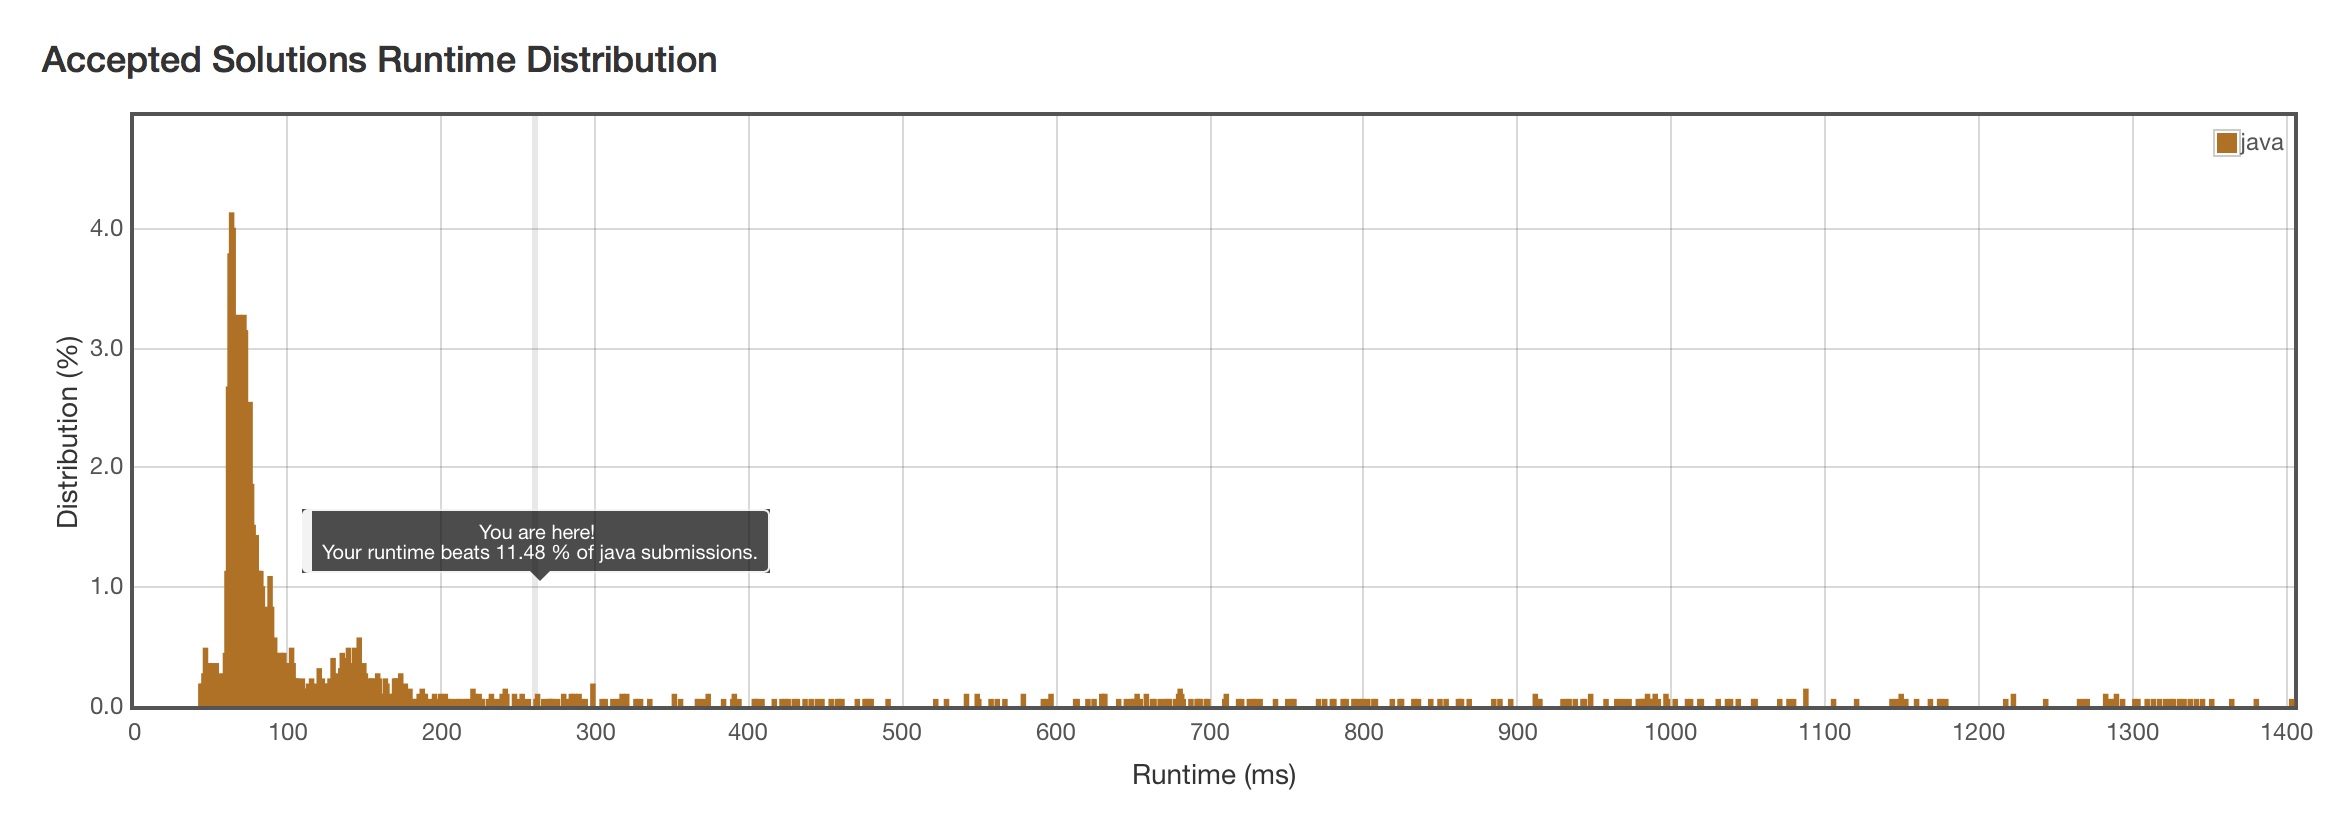 Accepted Solutions Runtime Distribution
java
4.0
3.0
2.0
1.0
0.0
Distribution (%)
You are here!
Your runtime beats 11.48 % of java submissions.
0 100 200 300 400 500 600 700 800 900 1000 1100 1200 1300 1400
Runtime (ms)